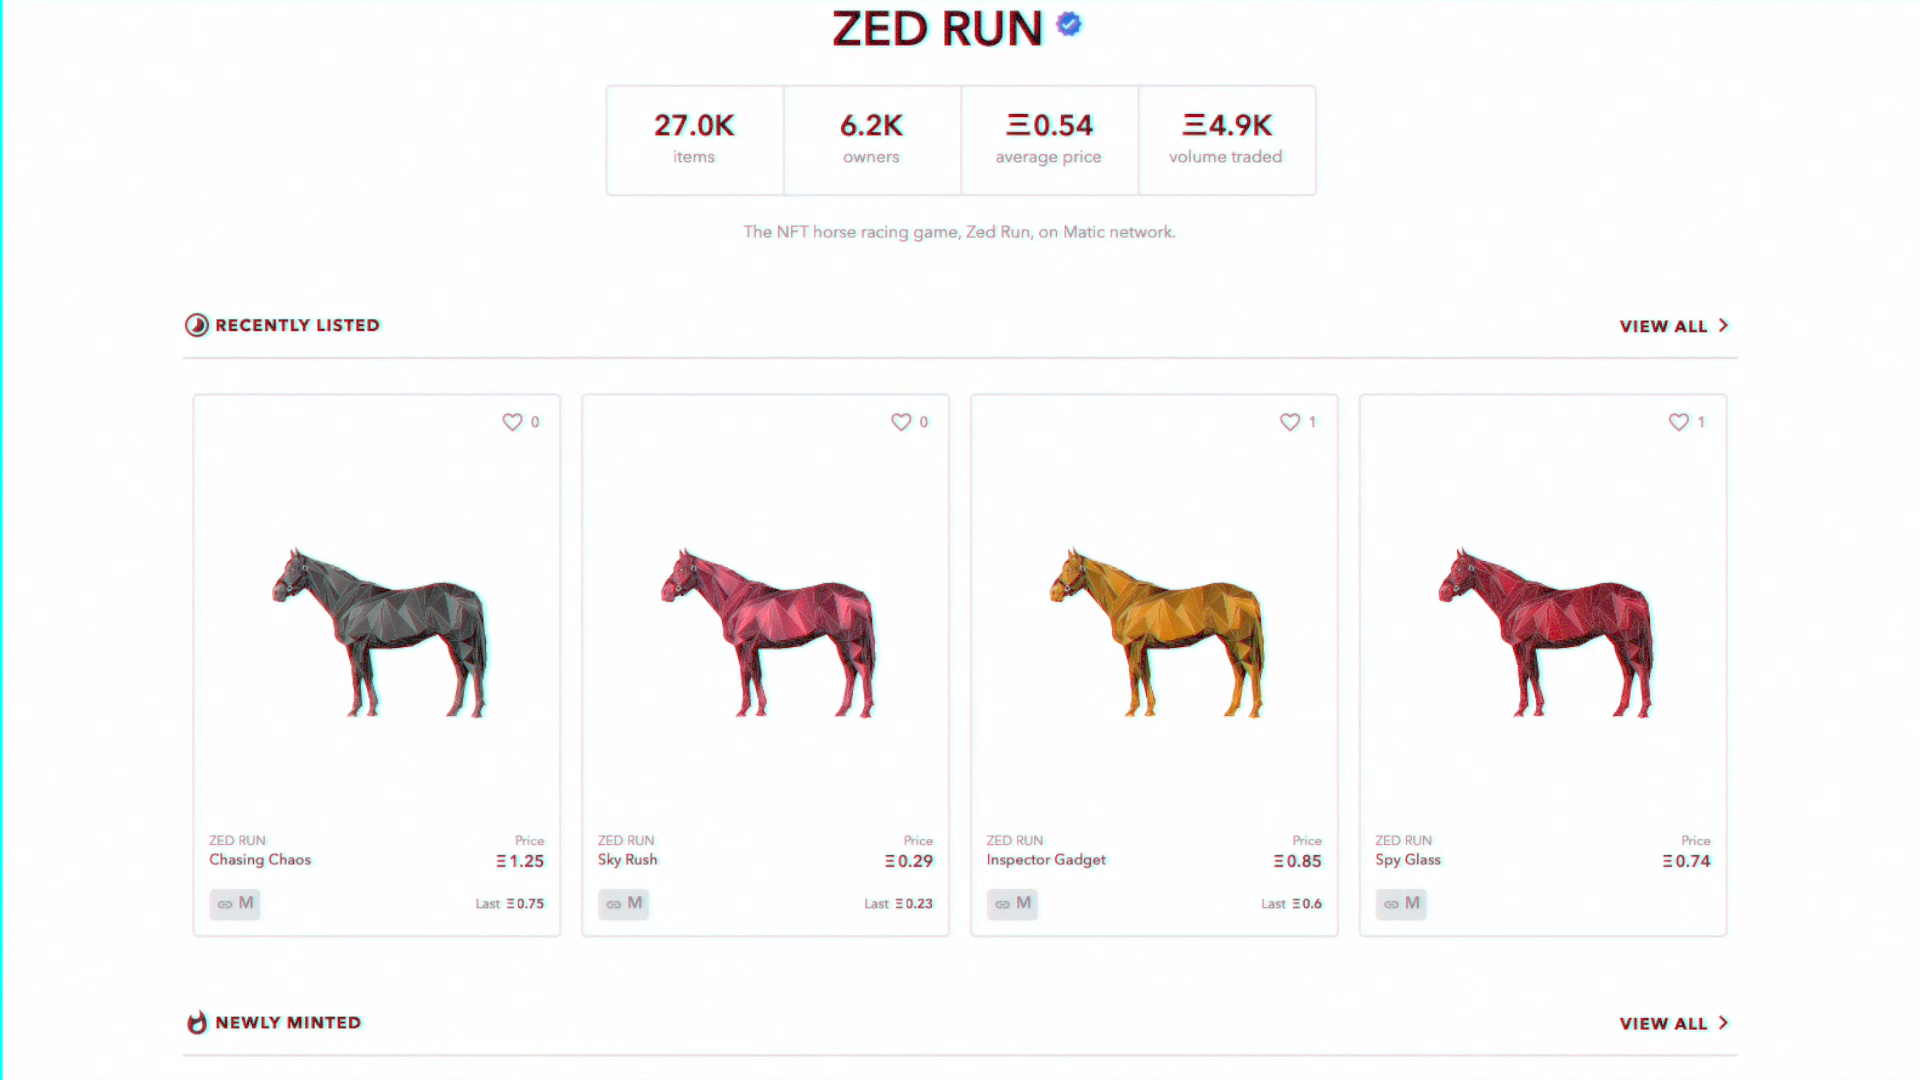 ZED RUN
27.0K
items
6.2K
owners
Ξ0.54
average price
Ξ4.9K
volume traded
The NFT horse racing game, Zed Run, on Matic network.
RECENTLY LISTED
VIEW ALL >
0
ZED RUN
Price
Chasing Chaos
Ξ1.25
M
Last Ξ0.75
0
ZED RUN
Price
Sky Rush
Ξ0.29
M
Last Ξ0.23
1
ZED RUN
Price
Inspector Gadget
Ξ0.85
M
Last Ξ0.6
1
ZED RUN
Price
Spy Glass
Ξ0.74
M
NEWLY MINTED
VIEW ALL >